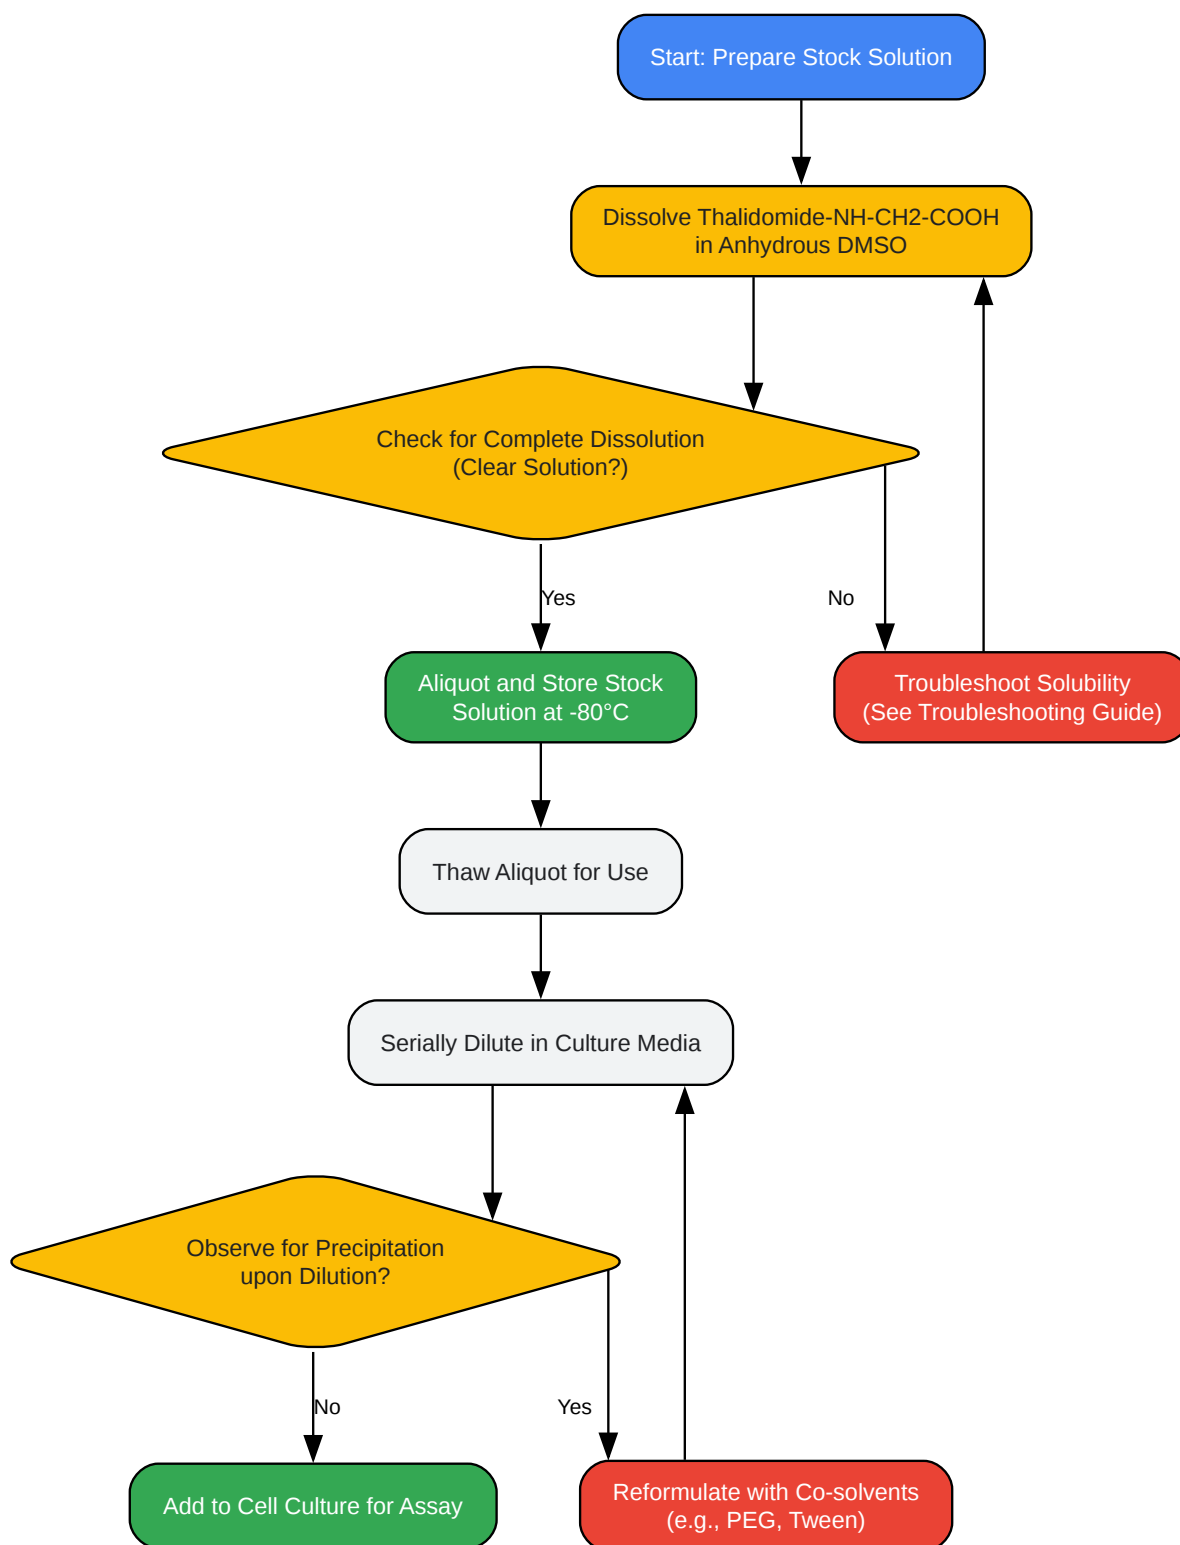 Start: Prepare Stock Solution
Dissolve Thalidomide-NH-CH2-COOH
in Anhydrous DMSO
Check for Complete Dissolution
(Clear Solution?)
Yes
No
Aliquot and Store Stock
Solution at -80°C
Troubleshoot Solubility
(See Troubleshooting Guide)
Thaw Aliquot for Use
Serially Dilute in Culture Media
Observe for Precipitation
upon Dilution?
No
Yes
Add to Cell Culture for Assay
Reformulate with Co-solvents
(e.g., PEG, Tween)